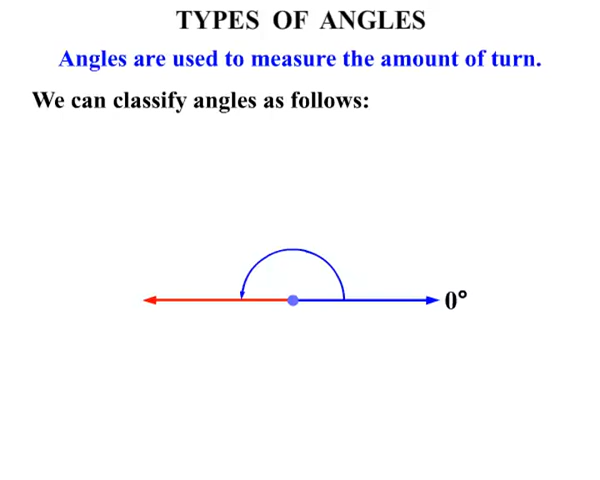 TYPES OF ANGLES
Angles are used to measure the amount of turn.
We can classify angles as follows:
0°